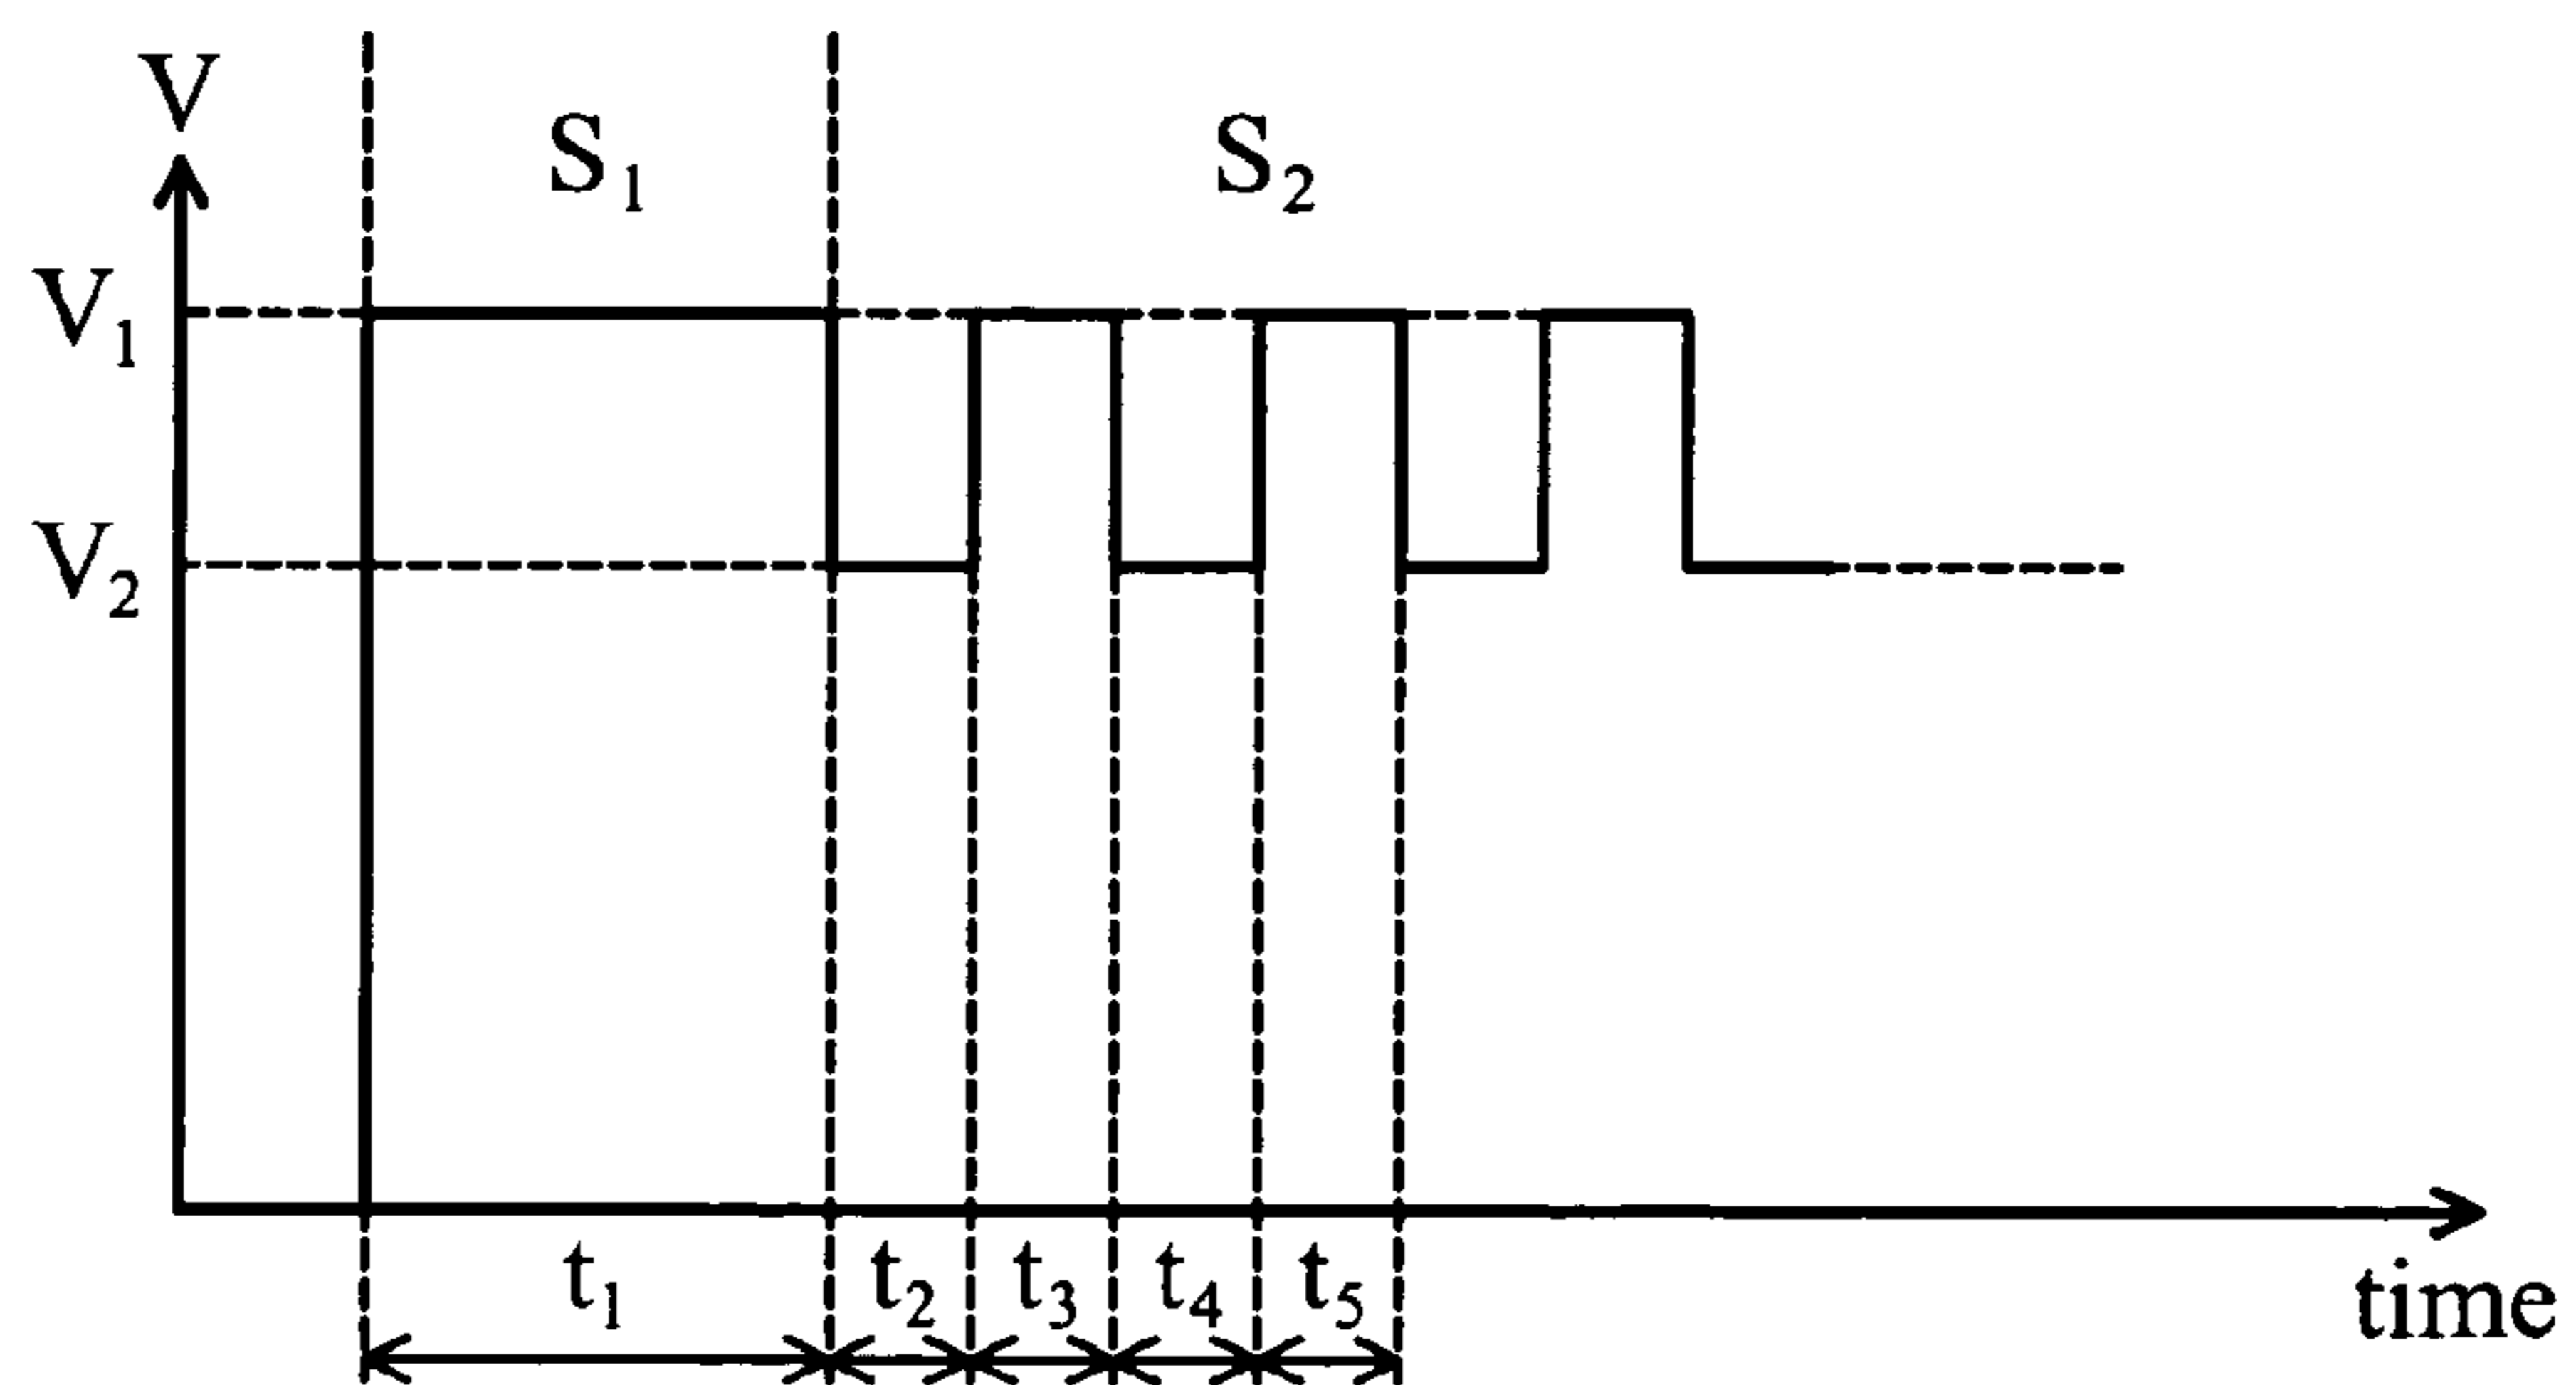 V
S₁
S₂
V₁
V₂
t₁
t₂
t₃
t₄
t₅
time